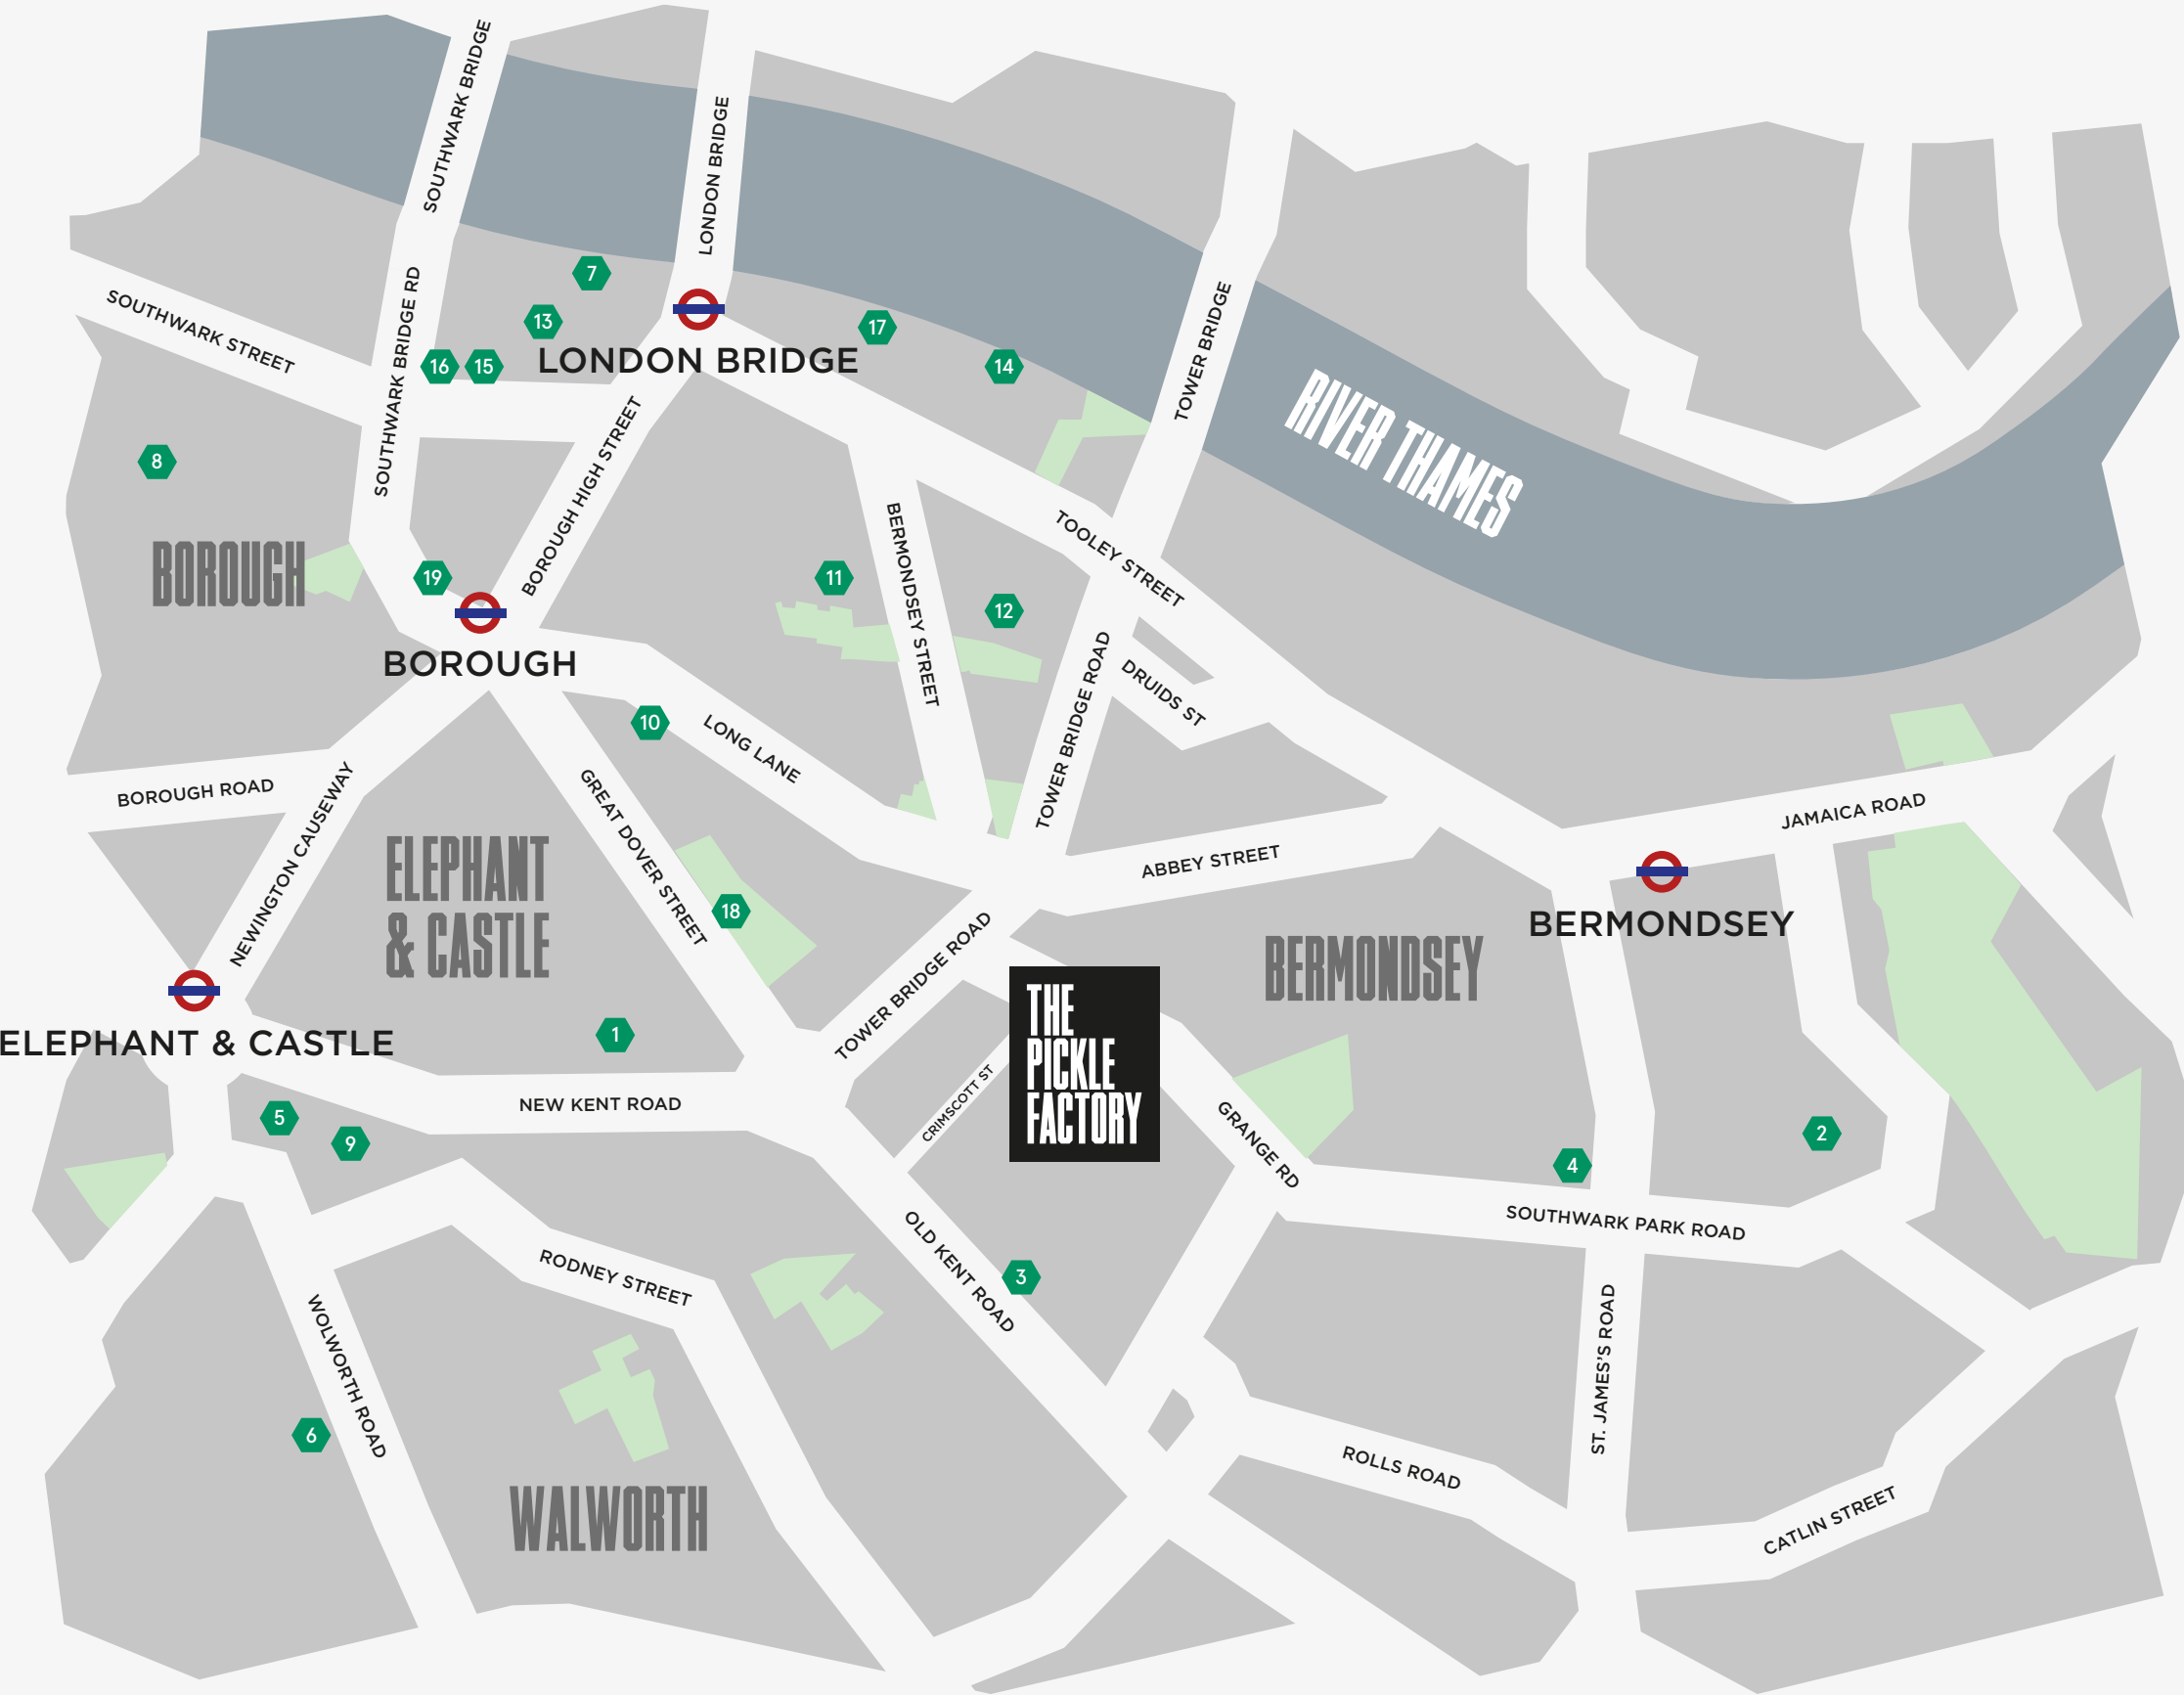 SOUTHWARK BRIDGE
LONDON BRIDGE
7
13
17
SOUTHWARK STREET
SOUTHWARK BRIDGE RD
16
15
LONDON BRIDGE
14
TOWER BRIDGE
RIVER THAMES
8
BOROUGH HIGH STREET
BOROUGH
19
BERMONDSEY STREET
11
12
TOOLEY STREET
BOROUGH
10
LONG LANE
TOWER BRIDGE ROAD
DRUIDS ST
BOROUGH ROAD
NEWINGTON CAUSEWAY
ELEPHANT
& CASTLE
GREAT DOVER STREET
18
ABBEY STREET
JAMAICA ROAD
BERMONDSEY
BERMONDSEY
TOWER BRIDGE ROAD
ELEPHANT & CASTLE
1
THE
PICKLE
FACTORY
CRIMSCOTT ST
NEW KENT ROAD
5
9
GRANGE RD
4
2
SOUTHWARK PARK ROAD
OLD KENT ROAD
3
RODNEY STREET
WOLWORTH ROAD
6
WALWORTH
ST. JAMES'S ROAD
ROLLS ROAD
CATLIN STREET